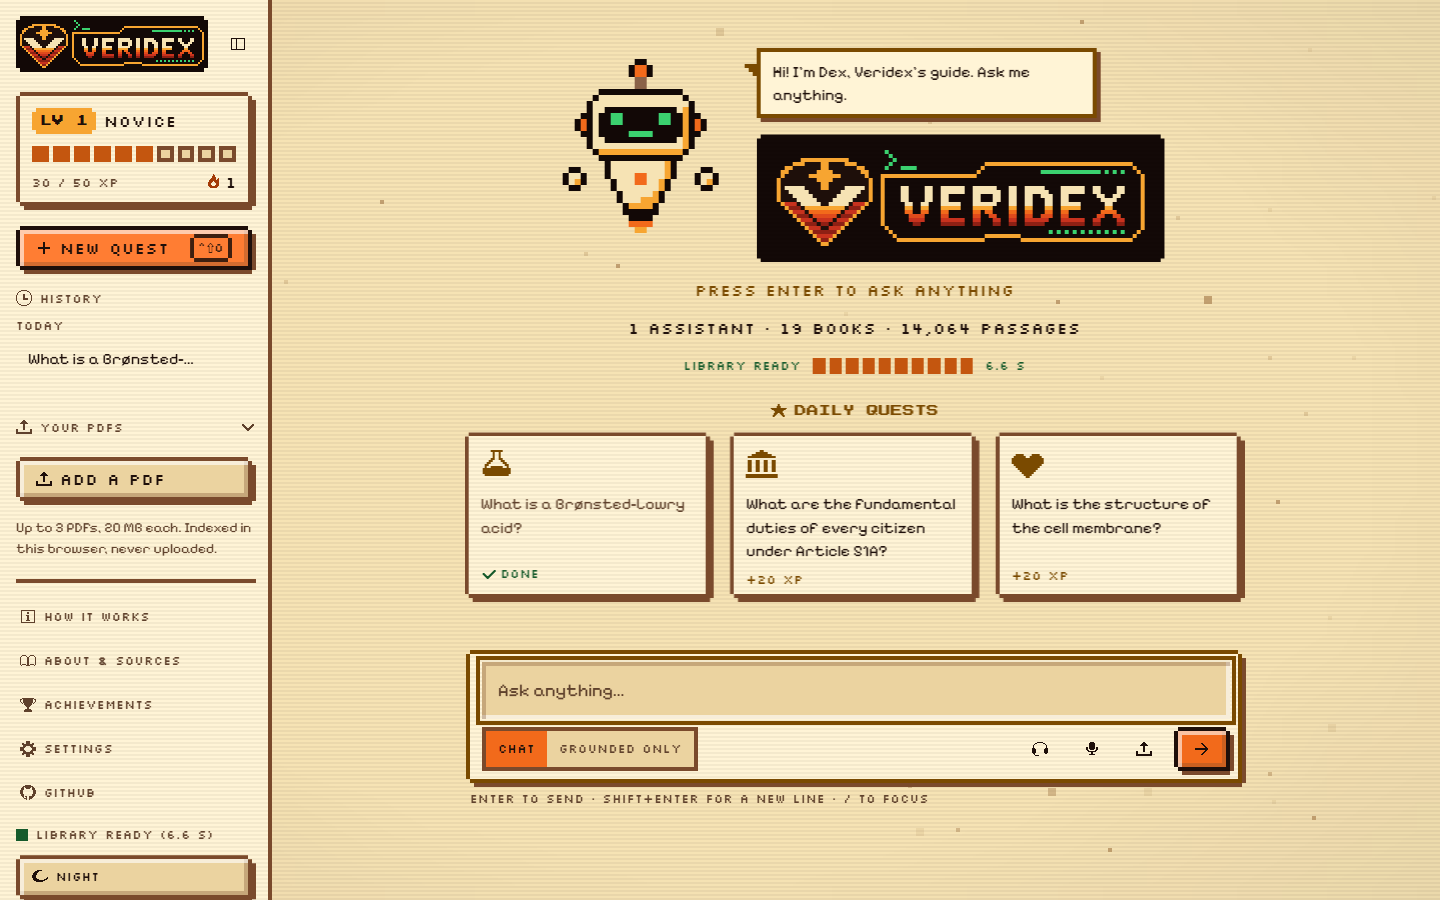 VERIDEX
LV 1 NOVICE
30 / 50 XP
1
+ NEW QUEST ^⇧O
HISTORY
TODAY
What is a Brønsted-...
YOUR PDFS
ADD A PDF
Up to 3 PDFs, 20 MB each. Indexed in
this browser, never uploaded.
HOW IT WORKS
ABOUT & SOURCES
ACHIEVEMENTS
SETTINGS
GITHUB
LIBRARY READY (6.6 S)
NIGHT
Hi! I'm Dex, Veridex's guide. Ask me
anything.
>_
VERIDEX
PRESS ENTER TO ASK ANYTHING
1 ASSISTANT · 19 BOOKS · 14,064 PASSAGES
LIBRARY READY 6.6 S
DAILY QUESTS
What is a Brønsted-Lowry
acid?
DONE
What are the fundamental
duties of every citizen
under Article 51A?
+20 XP
What is the structure of
the cell membrane?
+20 XP
Ask anything...
CHAT GROUNDED ONLY
ENTER TO SEND · SHIFT+ENTER FOR A NEW LINE · / TO FOCUS